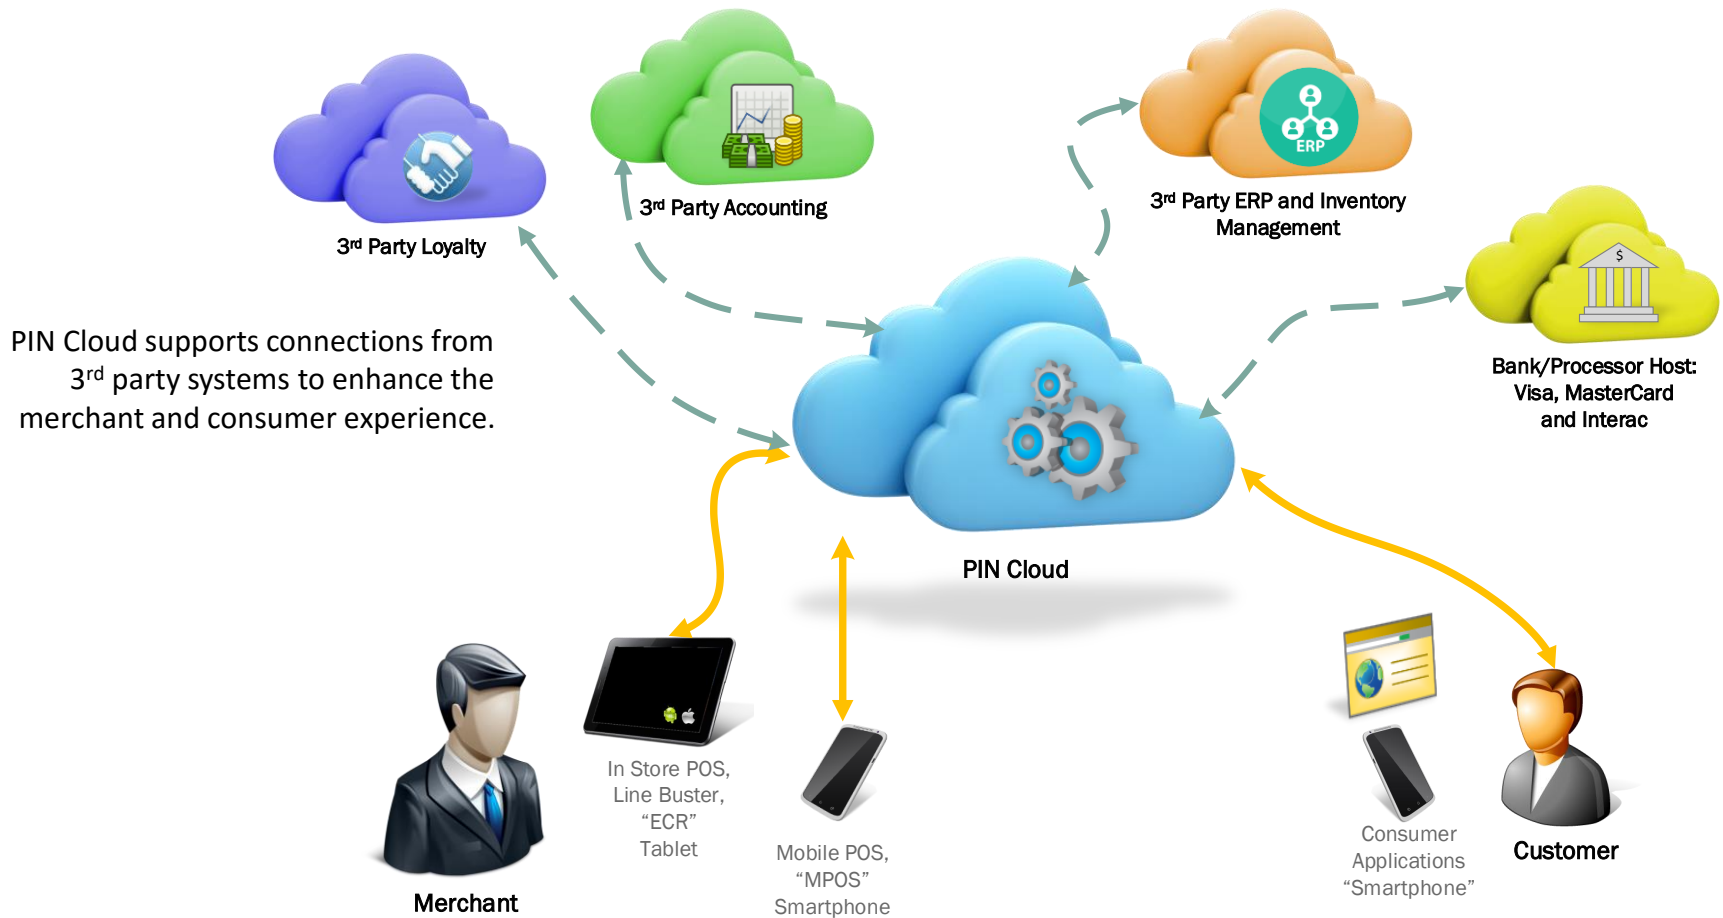 3rd Party Loyalty
3rd Party Accounting
ERP
3rd Party ERP and Inventory
Management
$
Bank/Processor Host:
Visa, MasterCard
and Interac
PIN Cloud supports connections from
3rd party systems to enhance the
merchant and consumer experience.
PIN Cloud
In Store POS,
Line Buster,
“ECR”
Tablet
Mobile POS,
“MPOS”
Smartphone
Merchant
Consumer
Applications
“Smartphone”
Customer